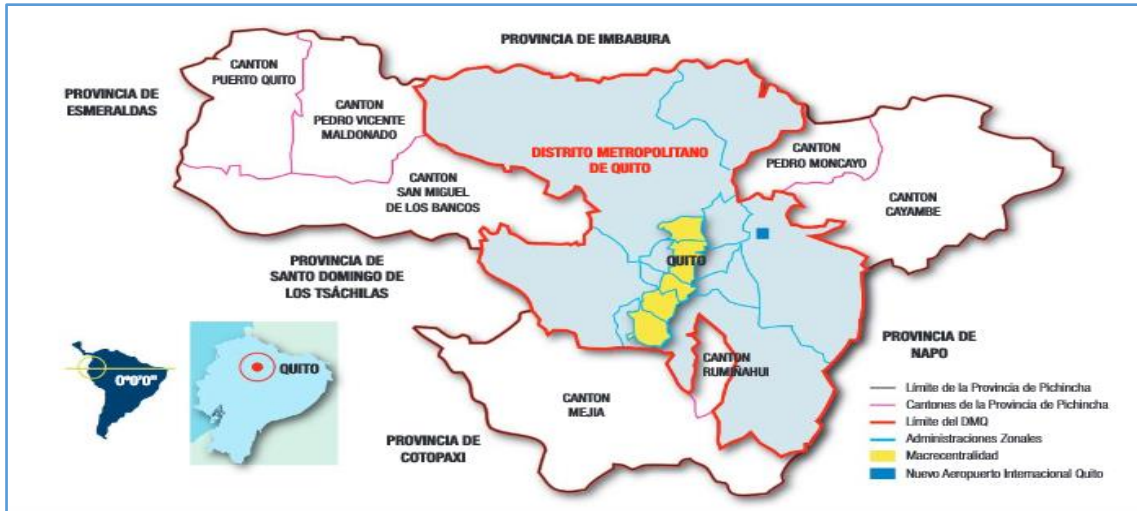 PROVINCIA DE IMBABURA
CANTON
PUERTO QUITO
PROVINCIA DE
ESMERALDAS
CANTON
PEDRO VICENTE
MALDONADO
DISTRITO METROPOLITANO
DE QUITO
CANTON
PEDRO MONCAYO
CANTON
SAN MIGUEL
DE LOS BANCOS
CANTON
CAYAMBE
PROVINCIA DE
SANTO DOMINGO DE
LOS TSÁCHILAS
QUITO
PROVINCIA DE
NAPO
CANTON
RUMIÑAHUI
CANTON
MEJIA
PROVINCIA DE
COTOPAXI
0°0'0"
QUITO
Límite de la Provincia de Pichincha
Cantones de la Provincia de Pichincha
Límite del DMQ
Administraciones Zonales
Macrecentralidad
Nuevo Aeropuerto Internacional Quito